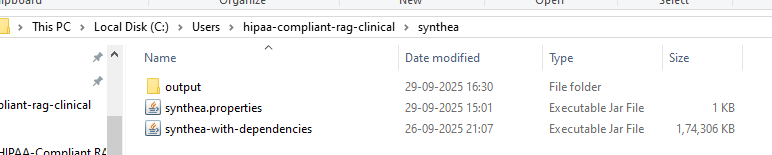 Organize
New
Open
Select
This PC > Local Disk (C:) > Users > hipaa-compliant-rag-clinical > synthea
Name Date modified Type Size
output 29-09-2025 16:30 File folder
synthea.properties 29-09-2025 15:01 Executable Jar File 1 KB
synthea-with-dependencies 26-09-2025 21:07 Executable Jar File 1,74,306 KB
pliant-rag-clinical
HIPAA-Compliant RA